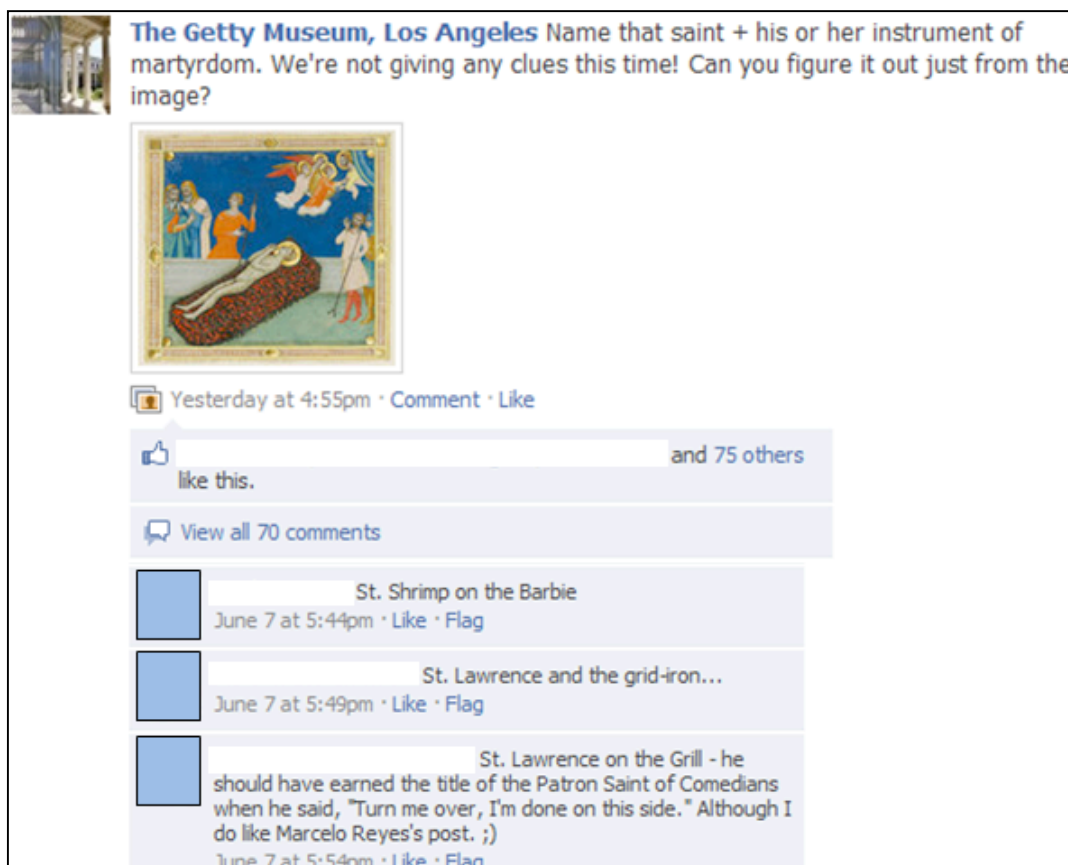 The Getty Museum, Los Angeles Name that saint + his or her instrument of
martyrdom. We're not giving any clues this time! Can you figure it out just from the
image?
Yesterday at 4:55pm · Comment · Like
and 75 others
like this.
View all 70 comments
St. Shrimp on the Barbie
June 7 at 5:44pm · Like · Flag
St. Lawrence and the grid-iron...
June 7 at 5:49pm · Like · Flag
St. Lawrence on the Grill - he
should have earned the title of the Patron Saint of Comedians
when he said, "Turn me over, I'm done on this side." Although I
do like Marcelo Reyes's post. ;)
June 7 at 5:54pm · Like · Flag